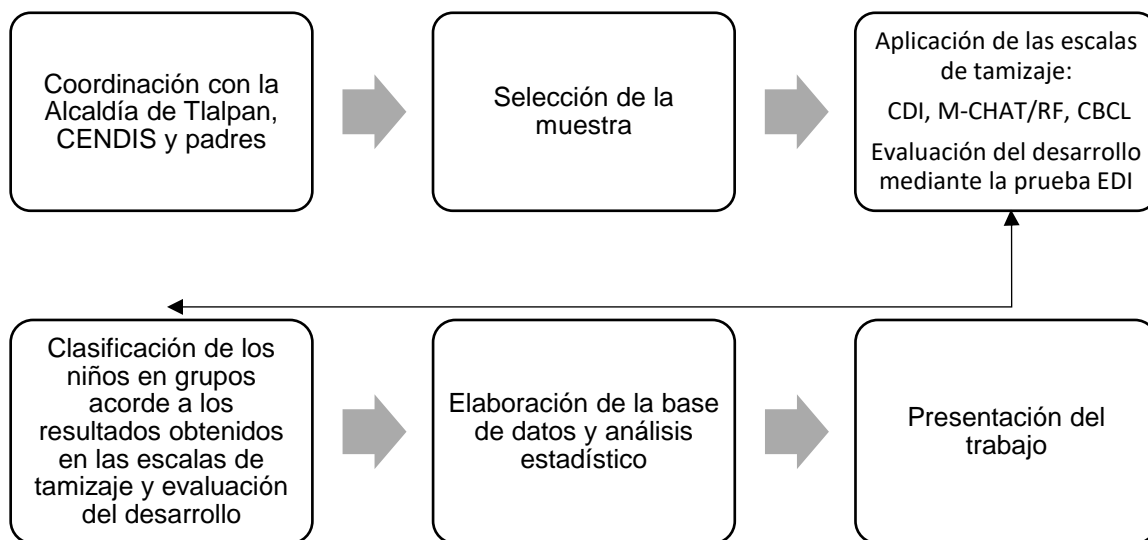 Coordinación con la
Alcaldía de Tlalpan,
CENDIS y padres
Selección de la
muestra
Aplicación de las escalas
de tamizaje:
CDI, M-CHAT/RF, CBCL
Evaluación del desarrollo
mediante la prueba EDI
Clasificación de los
niños en grupos
acorde a los
resultados obtenidos
en las escalas de
tamizaje y evaluación
del desarrollo
Elaboración de la base
de datos y análisis
estadístico
Presentación del
trabajo